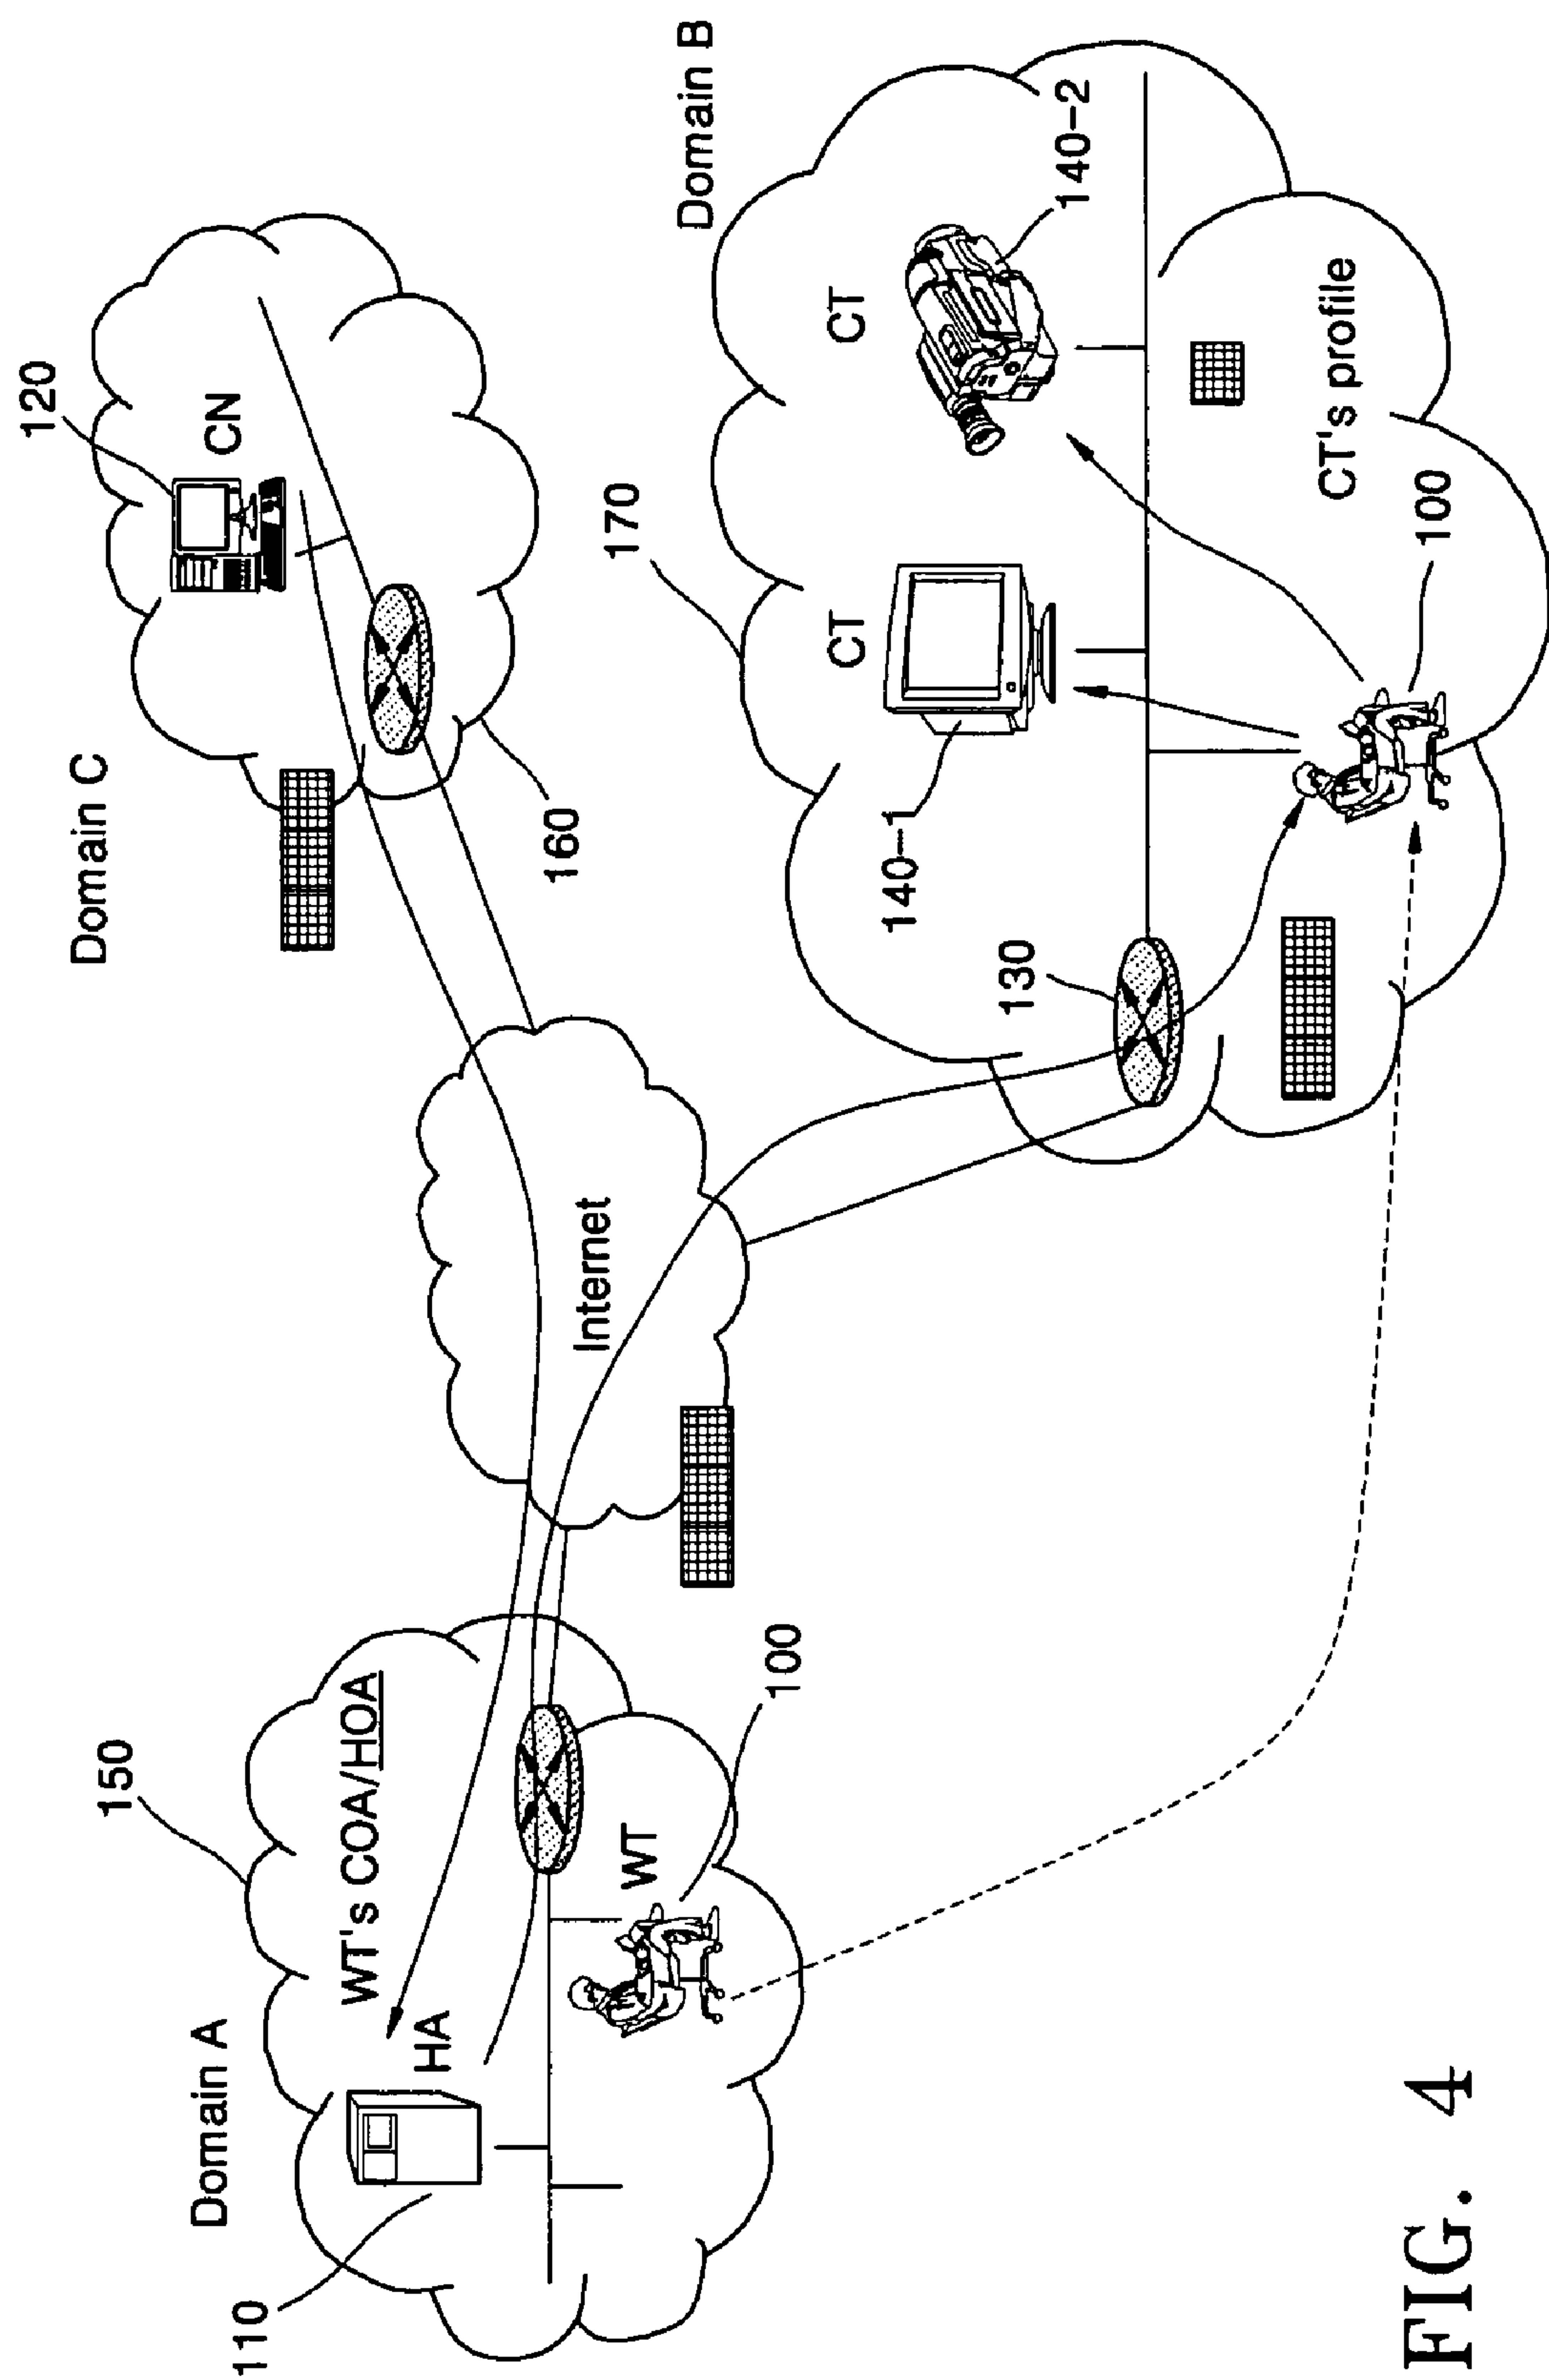 Domain A
150
WT's COA/HOA
110
HA
WT
100
Internet
Domain C
120
CN
160
Domain B
170
CT
CT
140-1
140-2
130
CT's profile
100
FIG. 4